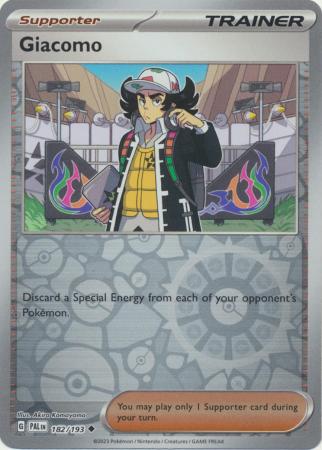 Supporter
TRAINER
Giacomo
Discard a Special Energy from each of your opponent's
Pokémon.
Illus. Akira Komayama
G PAL EN 182/193
You may play only 1 Supporter card during
your turn.
©2023 Pokémon / Nintendo / Creatures / GAME FREAK